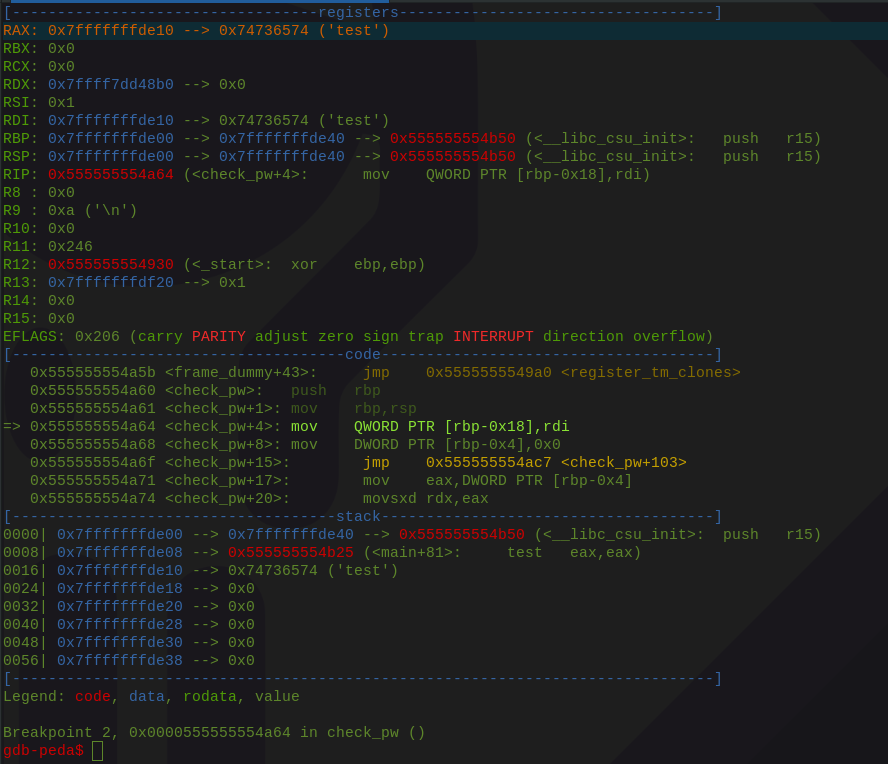 [----------------------------------registers-----------------------------------]
RAX: 0x7fffffffde10 --> 0x74736574 ('test')
RBX: 0x0
RCX: 0x0
RDX: 0x7ffff7dd48b0 --> 0x0
RSI: 0x1
RDI: 0x7fffffffde10 --> 0x74736574 ('test')
RBP: 0x7fffffffde00 --> 0x7fffffffde40 --> 0x555555554b50 (<__libc_csu_init>:   push   r15)
RSP: 0x7fffffffde00 --> 0x7fffffffde40 --> 0x555555554b50 (<__libc_csu_init>:   push   r15)
RIP: 0x555555554a64 (<check_pw+4>:      mov    QWORD PTR [rbp-0x18],rdi)
R8 : 0x0
R9 : 0xa ('\n')
R10: 0x0
R11: 0x246
R12: 0x555555554930 (<_start>:  xor    ebp,ebp)
R13: 0x7fffffffdf20 --> 0x1
R14: 0x0
R15: 0x0
EFLAGS: 0x206 (carry PARITY adjust zero sign trap INTERRUPT direction overflow)
[-------------------------------------code-------------------------------------]
   0x555555554a5b <frame_dummy+43>:     jmp    0x5555555549a0 <register_tm_clones>
   0x555555554a60 <check_pw>:   push   rbp
   0x555555554a61 <check_pw+1>: mov    rbp,rsp
=> 0x555555554a64 <check_pw+4>: mov    QWORD PTR [rbp-0x18],rdi
   0x555555554a68 <check_pw+8>: mov    DWORD PTR [rbp-0x4],0x0
   0x555555554a6f <check_pw+15>:        jmp    0x555555554ac7 <check_pw+103>
   0x555555554a71 <check_pw+17>:        mov    eax,DWORD PTR [rbp-0x4]
   0x555555554a74 <check_pw+20>:        movsxd rdx,eax
[------------------------------------stack-------------------------------------]
0000| 0x7fffffffde00 --> 0x7fffffffde40 --> 0x555555554b50 (<__libc_csu_init>:  push   r15)
0008| 0x7fffffffde08 --> 0x555555554b25 (<main+81>:     test   eax,eax)
0016| 0x7fffffffde10 --> 0x74736574 ('test')
0024| 0x7fffffffde18 --> 0x0
0032| 0x7fffffffde20 --> 0x0
0040| 0x7fffffffde28 --> 0x0
0048| 0x7fffffffde30 --> 0x0
0056| 0x7fffffffde38 --> 0x0
[------------------------------------------------------------------------------]
Legend: code, data, rodata, value
Breakpoint 2, 0x0000555555554a64 in check_pw ()
gdb-peda$